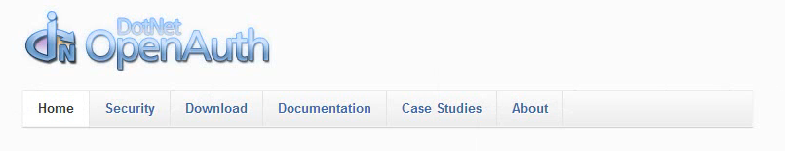 DotNet
OpenAuth
Home Security Download Documentation Case Studies About